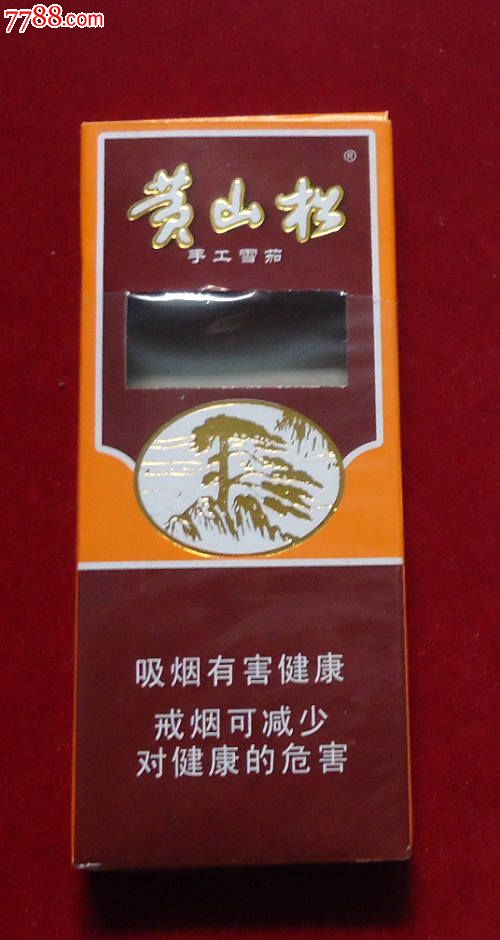 7788.com
黄山松®
手工雪茄
吸烟有害健康
戒烟可减少
对健康的危害